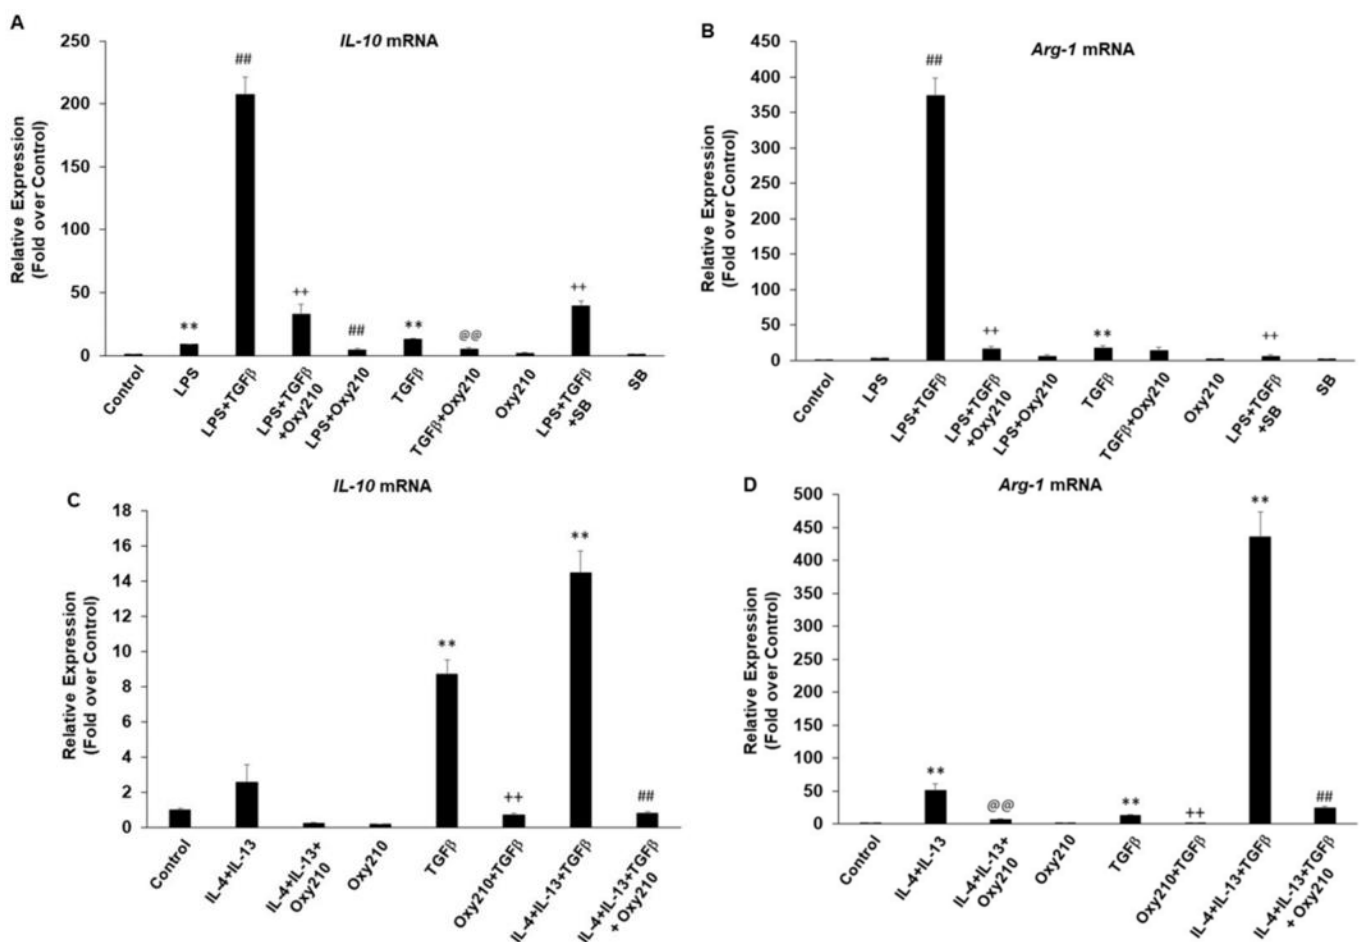 A
IL-10 mRNA
Relative Expression
(Fold over Control)
250
200
150
100
50
0
**
##
++
##
**
@@
++
Control
LPS
LPS+TGFβ
LPS+TGFβ
+Oxy210
LPS+Oxy210
TGFβ
TGFβ+Oxy210
Oxy210
LPS+TGFβ
+SB
SB
B
Arg-1 mRNA
Relative Expression
(Fold over Control)
450
400
350
300
250
200
150
100
50
0
##
++
**
++
Control
LPS
LPS+TGFβ
LPS+TGFβ
+Oxy210
LPS+Oxy210
TGFβ
TGFβ+Oxy210
Oxy210
LPS+TGFβ
+SB
SB
C
IL-10 mRNA
Relative Expression
(Fold over Control)
18
16
14
12
10
8
6
4
2
0
**
++
**
##
Control
IL-4+IL-13
IL-4+IL-13+
Oxy210
Oxy210
TGFβ
Oxy210+TGFβ
IL-4+IL-13+TGFβ
IL-4+IL-13+TGFβ
+ Oxy210
D
Arg-1 mRNA
Relative Expression
(Fold over Control)
500
450
400
350
300
250
200
150
100
50
0
**
@@
**
++
**
##
Control
IL-4+IL-13
IL-4+IL-13+
Oxy210
Oxy210
TGFβ
Oxy210+TGFβ
IL-4+IL-13+TGFβ
IL-4+IL-13+TGFβ
+ Oxy210